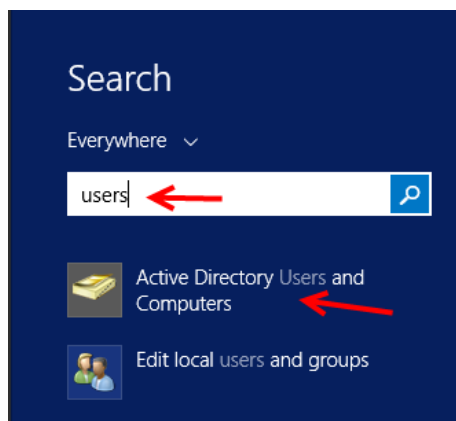 Search
Everywhere
users
Active Directory Users and
Computers
Edit local users and groups